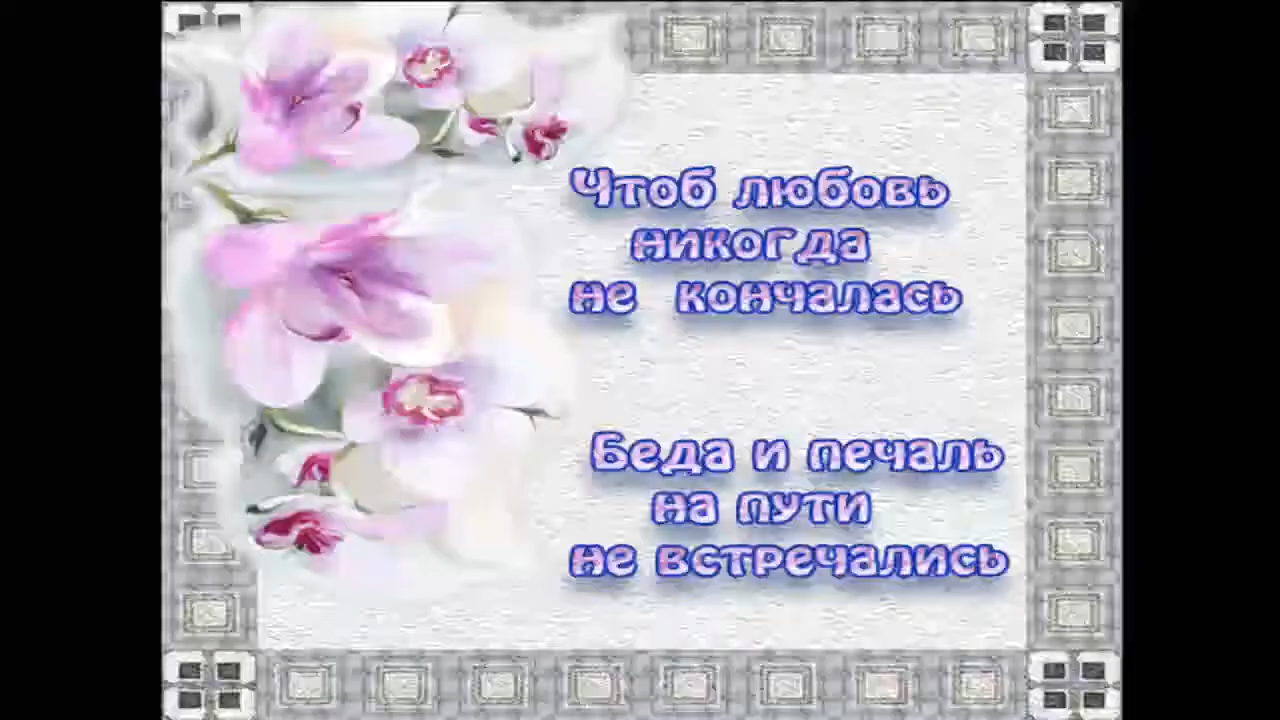 Чтоб любовь
никогда
не кончалась
Беда и печаль
на пути
не встречались